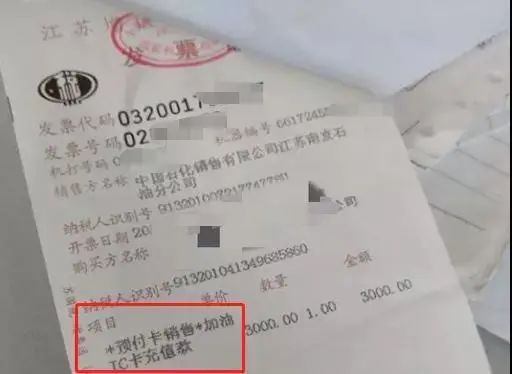 江苏
发票
发票代码 0320017
发票号码 02
机打号码 机器编号 6617245
销售方名称 中国石化销售有限公司江苏南京石
油分公司
纳税人识别号 913201007217747791
开票日期 20
购买方名称 公司
纳税人识别号 913201041349685860
项目 单价 数量 金额
*预付卡销售*加油 3000.00 1.00 3000.00
IC卡充值款